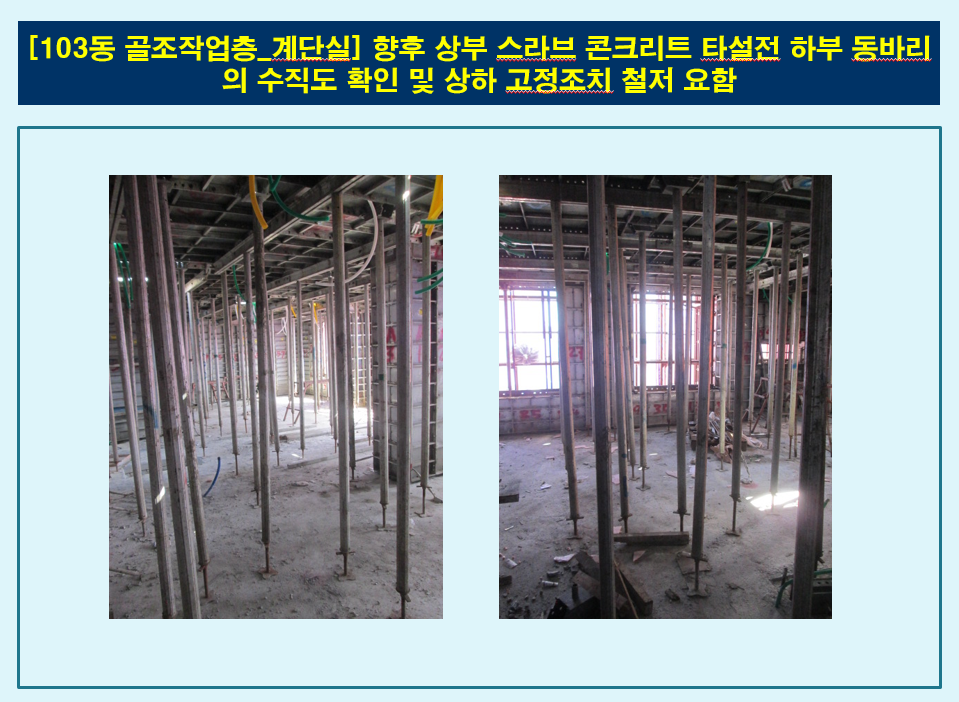 [103동 골조작업층_계단실] 향후 상부 스라브 콘크리트 타설전 하부 동바리
의 수직도 확인 및 상하 고정조치 철저 요함